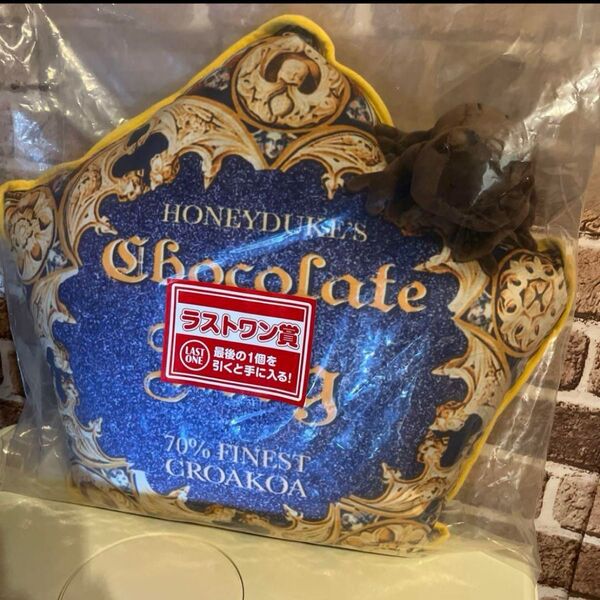 HONEYDUKE'S
Chocolate
ラストワン賞
LAST
ONE
最後の1個を
引くと手に入る!
70% FINEST
CROAKOA